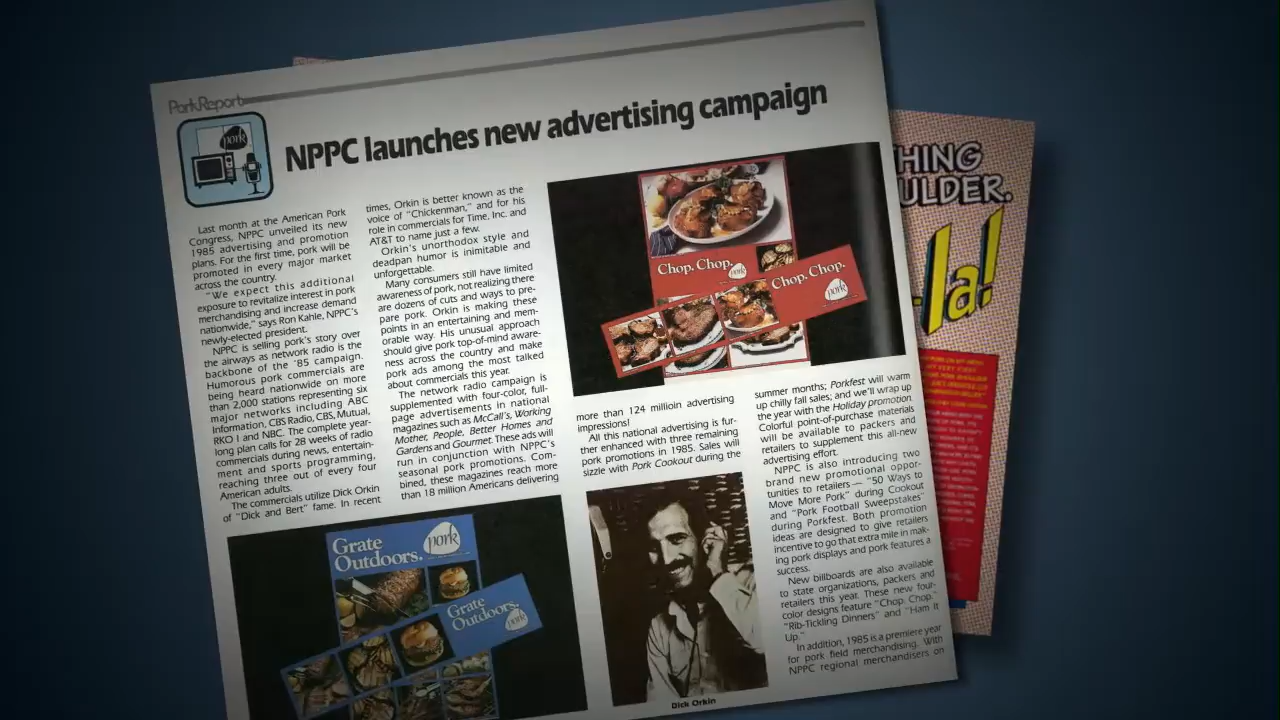 PorkReport
pork
NPPC launches new advertising campaign
Last month at the American Pork
Congress, NPPC unveiled its new
1985 advertising and promotion
plans. For the first time, pork will be
promoted in every major market
across the country.
"We expect this additional
exposure to revitalize interest in pork
merchandising and increase demand
nationwide," says Ron Kahle, NPPC's
newly-elected president.
NPPC is selling pork's story over
the airways as network radio is the
backbone of the '85 campaign.
Humorous pork commercials are
being heard nationwide on more
than 2,000 stations representing six
major networks including ABC
Information, CBS Radio, CBS, Mutual,
RKO I and NBC. The complete year-
long plan calls for 28 weeks of radio
commercials during news, entertain-
ment and sports programming,
reaching three out of every four
American adults.
The commercials utilize Dick Orkin
of "Dick and Bert" fame. In recent
times, Orkin is better known as the
voice of "Chickenman," and for his
role in commercials for Time, Inc. and
AT&T to name just a few.
Orkin's unorthodox style and
deadpan humor is inimitable and
unforgettable.
Many consumers still have limited
awareness of pork, not realizing there
are dozens of cuts and ways to pre-
pare pork. Orkin is making these
points in an entertaining and mem-
orable way. His unusual approach
should give pork top-of-mind aware-
ness across the country and make
pork ads among the most talked
about commercials this year.
The network radio campaign is
supplemented with four-color, full-
page advertisements in national
magazines such as McCall's, Working
Mother, People, Better Homes and
Gardens and Gourmet. These ads will
run in conjunction with NPPC's
seasonal pork promotions. Com-
bined, these magazines reach more
than 18 million Americans delivering
Chop. Chop.
pork
Chop. Chop.
pork
more than 124 millioin advertising
impressions!
All this national advertising is fur-
ther enhanced with three remaining
pork promotions in 1985. Sales will
sizzle with Pork Cookout during the
summer months; Porkfest will warm
up chilly fall sales; and we'll wrap up
the year with the Holiday promotion.
Colorful point-of-purchase materials
will be available to packers and
retailers to supplement this all-new
advertising effort.
NPPC is also introducing two
brand new promotional oppor-
tunities to retailers— "50 Ways to
Move More Pork" during Cookout
and "Pork Football Sweepstakes"
during Porkfest. Both promotion
ideas are designed to give retailers
incentive to go that extra mile in mak-
ing pork displays and pork features a
success.
New billboards are also available
to state organizations, packers and
retailers this year. These new four-
color designs feature "Chop. Chop."
"Rib-Tickling Dinners" and "Ham It
Up."
In addition, 1985 is a premiere year
for pork field merchandising. With
NPPC regional merchandisers on
Grate
Outdoors.
pork
Grate
Outdoors.
pork
Dick Orkin
HING
ULDER.
-la!